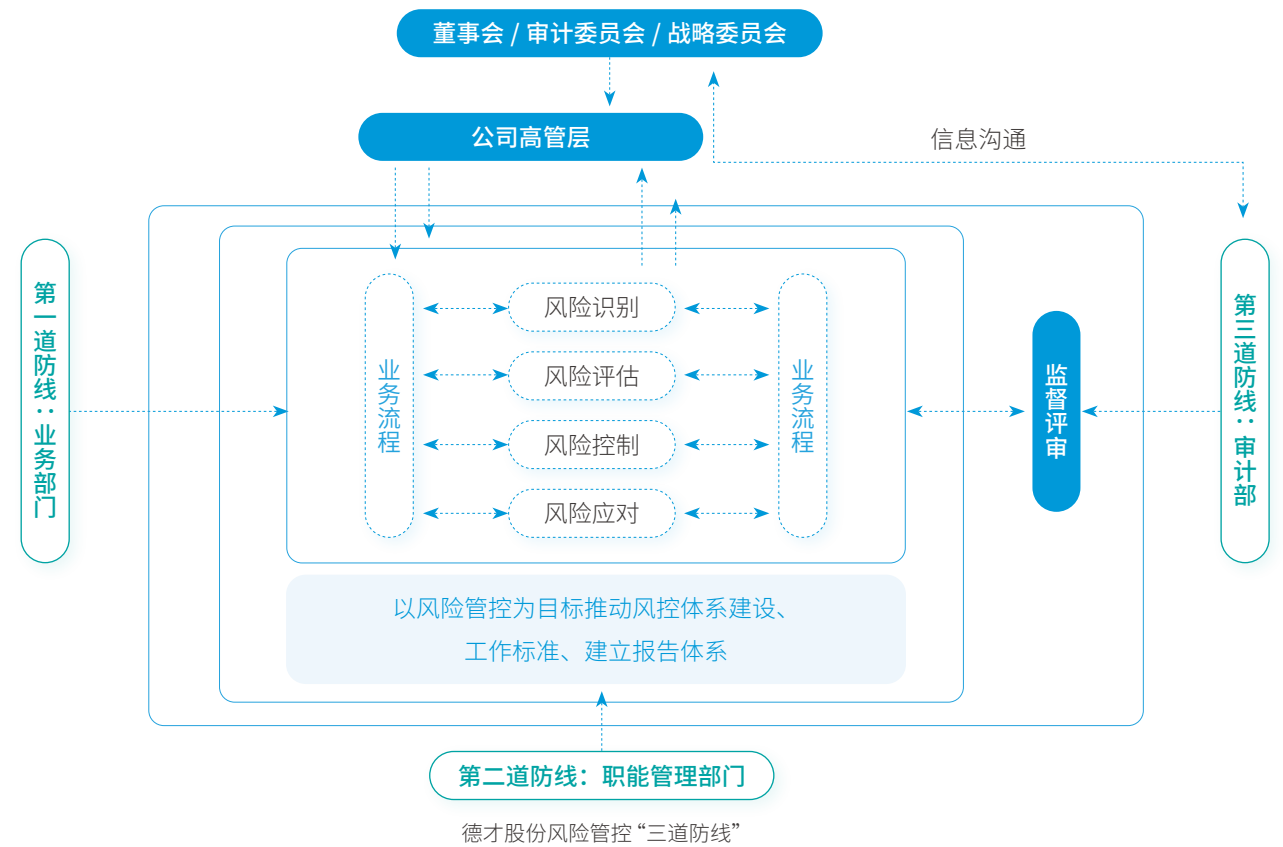 董事会 / 审计委员会 / 战略委员会
公司高管层
信息沟通
第一道防线：业务部门
业务流程
风险识别
风险评估
风险控制
风险应对
业务流程
监督评审
第三道防线：审计部
以风险管控为目标推动风控体系建设、
工作标准、建立报告体系
第二道防线：职能管理部门
德才股份风险管控“三道防线”